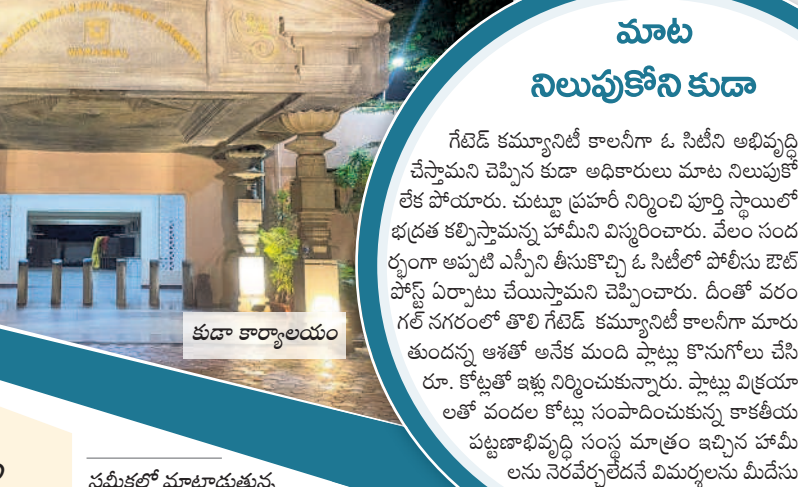 WARANGAL
కుడా కార్యాలయం
మాట
నిలుపుకోని కుడా
గేటెడ్ కమ్యూనిటీ కాలనీగా ఓ సిటీని అభివృద్ధి
చేస్తామని చెప్పిన కుడా అధికారులు మాట నిలుపుకో
లేక పోయారు. చుట్టూ ప్రహరీ నిర్మించి పూర్తి స్థాయిలో
భద్రత కల్పిస్తామన్న హామీని విస్మరించారు. వేలం సంద
ర్భంగా అప్పటి ఎస్పీని తీసుకొచ్చి ఓ సిటీలో పోలీసు ఔట్
పోస్ట్ ఏర్పాటు చేయిస్తామని చెప్పించారు. దీంతో వరం
గల్ నగరంలో తొలి గేటెడ్ కమ్యూనిటీ కాలనీగా మారు
తుందన్న ఆశతో అనేక మంది ప్లాట్లు కొనుగోలు చేసి
రూ. కోట్లతో ఇళ్లు నిర్మించుకున్నారు. ప్లాట్లు విక్రయా
లతో వందల కోట్లు సంపాదించుకున్న కాకతీయ
పట్టణాభివృద్ధి సంస్థ మాత్రం ఇచ్చిన హామీ
లను నెరవేర్చలేదనే విమర్శలను మీదేసు
సమీక్షలో మాట్లాడుతున్న